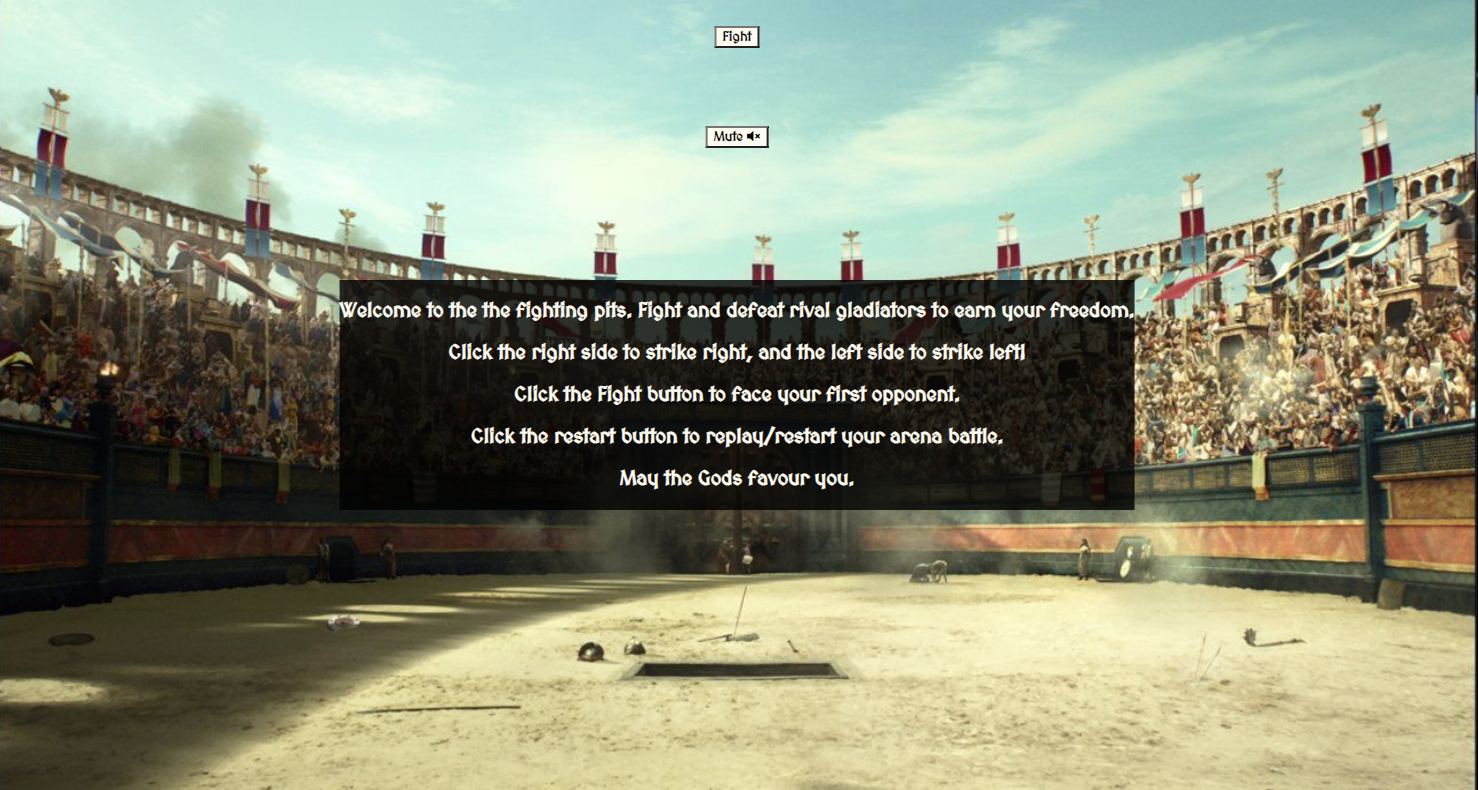 Fight
Mute
Welcome to the the fighting pits. Fight and defeat rival gladiators to earn your freedom.
Click the right side to strike right, and the left side to strike left!
Click the Fight button to face your first opponent.
Click the restart button to replay/restart your arena battle.
May the Gods favour you.